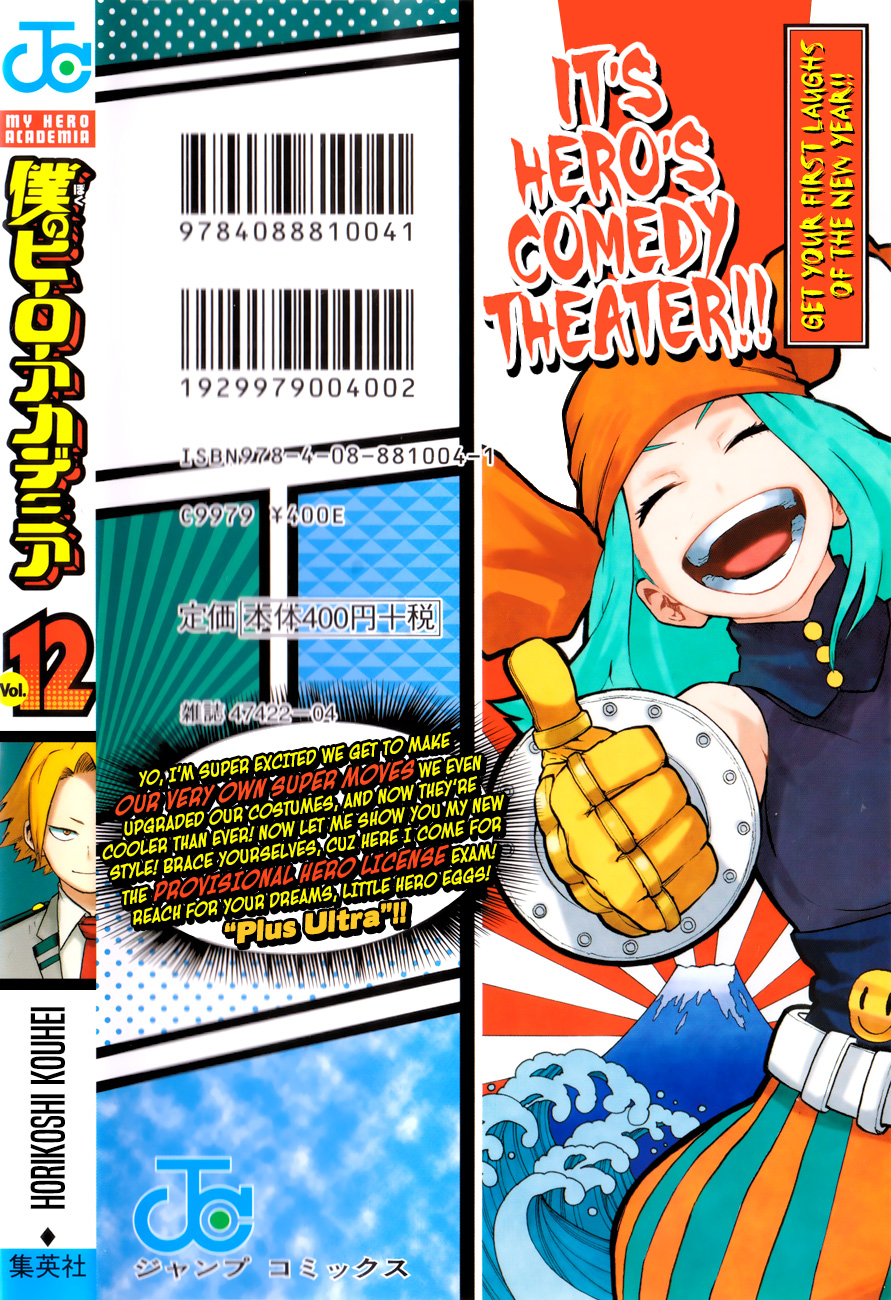 MY HERO
ACADEMIA
僕のヒーローアカデミア
ぼく
Vol. 12
HORIKOSHI KOUHEI
集英社
9784088810041
1929979004002
ISBN978-4-08-881004-1
C9979 ¥400E
定価 本体400円十税
雑誌 47422-04
YO, I'M SUPER EXCITED WE GET TO MAKE
OUR VERY OWN SUPER MOVES WE EVEN
UPGRADED OUR COSTUMES, AND NOW THEY'RE
COOLER THAN EVER! NOW LET ME SHOW YOU MY NEW
STYLE! BRACE YOURSELVES, CUZ HERE I COME FOR
THE PROVISIONAL HERO LICENSE EXAM!
REACH FOR YOUR DREAMS, LITTLE HERO EGGS!
"Plus Ultra"!!
JC
ジャンプ コミックス
IT'S
HERO'S
COMEDY
THEATER!!
GET YOUR FIRST LAUGHS
OF THE NEW YEAR!!